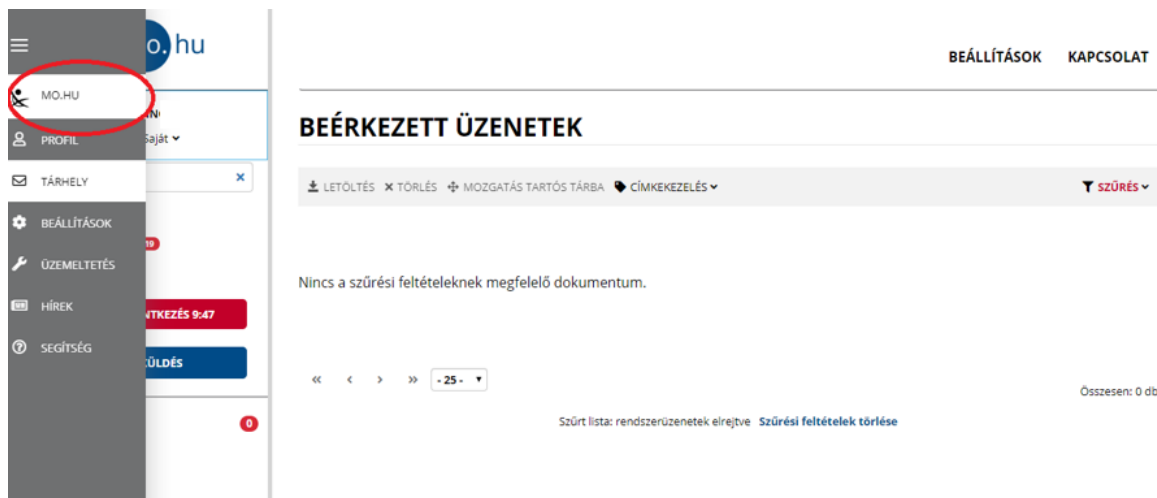 o. hu
BEÁLLÍTÁSOK KAPCSOLAT
MO.HU
PROFIL
Saját
TÁRHELY
BEÁLLÍTÁSOK
19
ÜZEMELTETÉS
HÍREK
NTKEZÉS 9:47
SEGÍTSÉG
ÜLDÉS
0
BEÉRKEZETT ÜZENETEK
LETÖLTÉS TÖRLÉS MOZGATÁS TARTÓS TÁRBA CÍMKEKEZELÉS SZŰRÉS
Nincs a szűrési feltételeknek megfelelő dokumentum.
« < > » - 25 -
Összesen: 0 db
Szűrt lista: rendszerüzenetek elrejtve Szűrési feltételek törlése